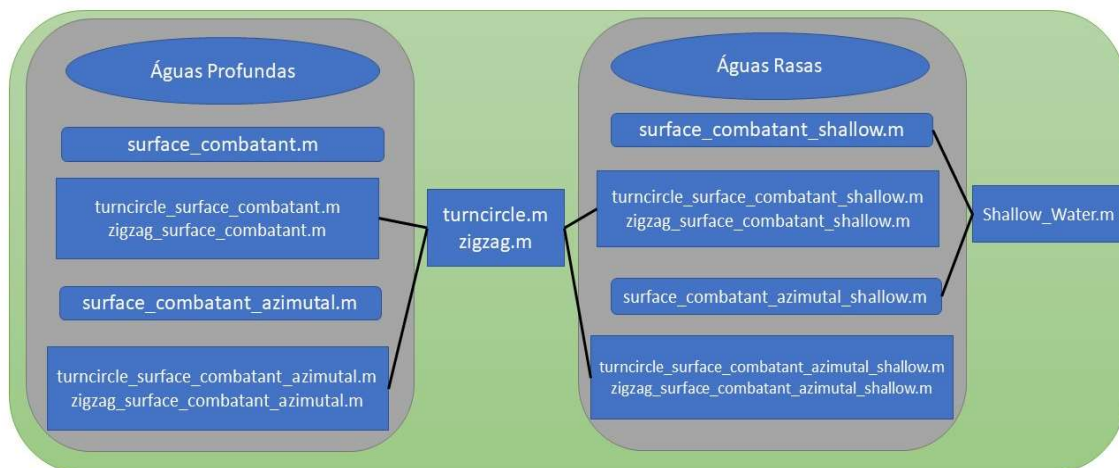 Águas Profundas
surface_combatant.m
turncircle_surface_combatant.m
zigzag_surface_combatant.m
surface_combatant_azimutal.m
turncircle_surface_combatant_azimutal.m
zigzag_surface_combatant_azimutal.m
turncircle.m
zigzag.m
Águas Rasas
surface_combatant_shallow.m
turncircle_surface_combatant_shallow.m
zigzag_surface_combatant_shallow.m
surface_combatant_azimutal_shallow.m
turncircle_surface_combatant_azimutal_shallow.m
zigzag_surface_combatant_azimutal_shallow.m
Shallow_Water.m